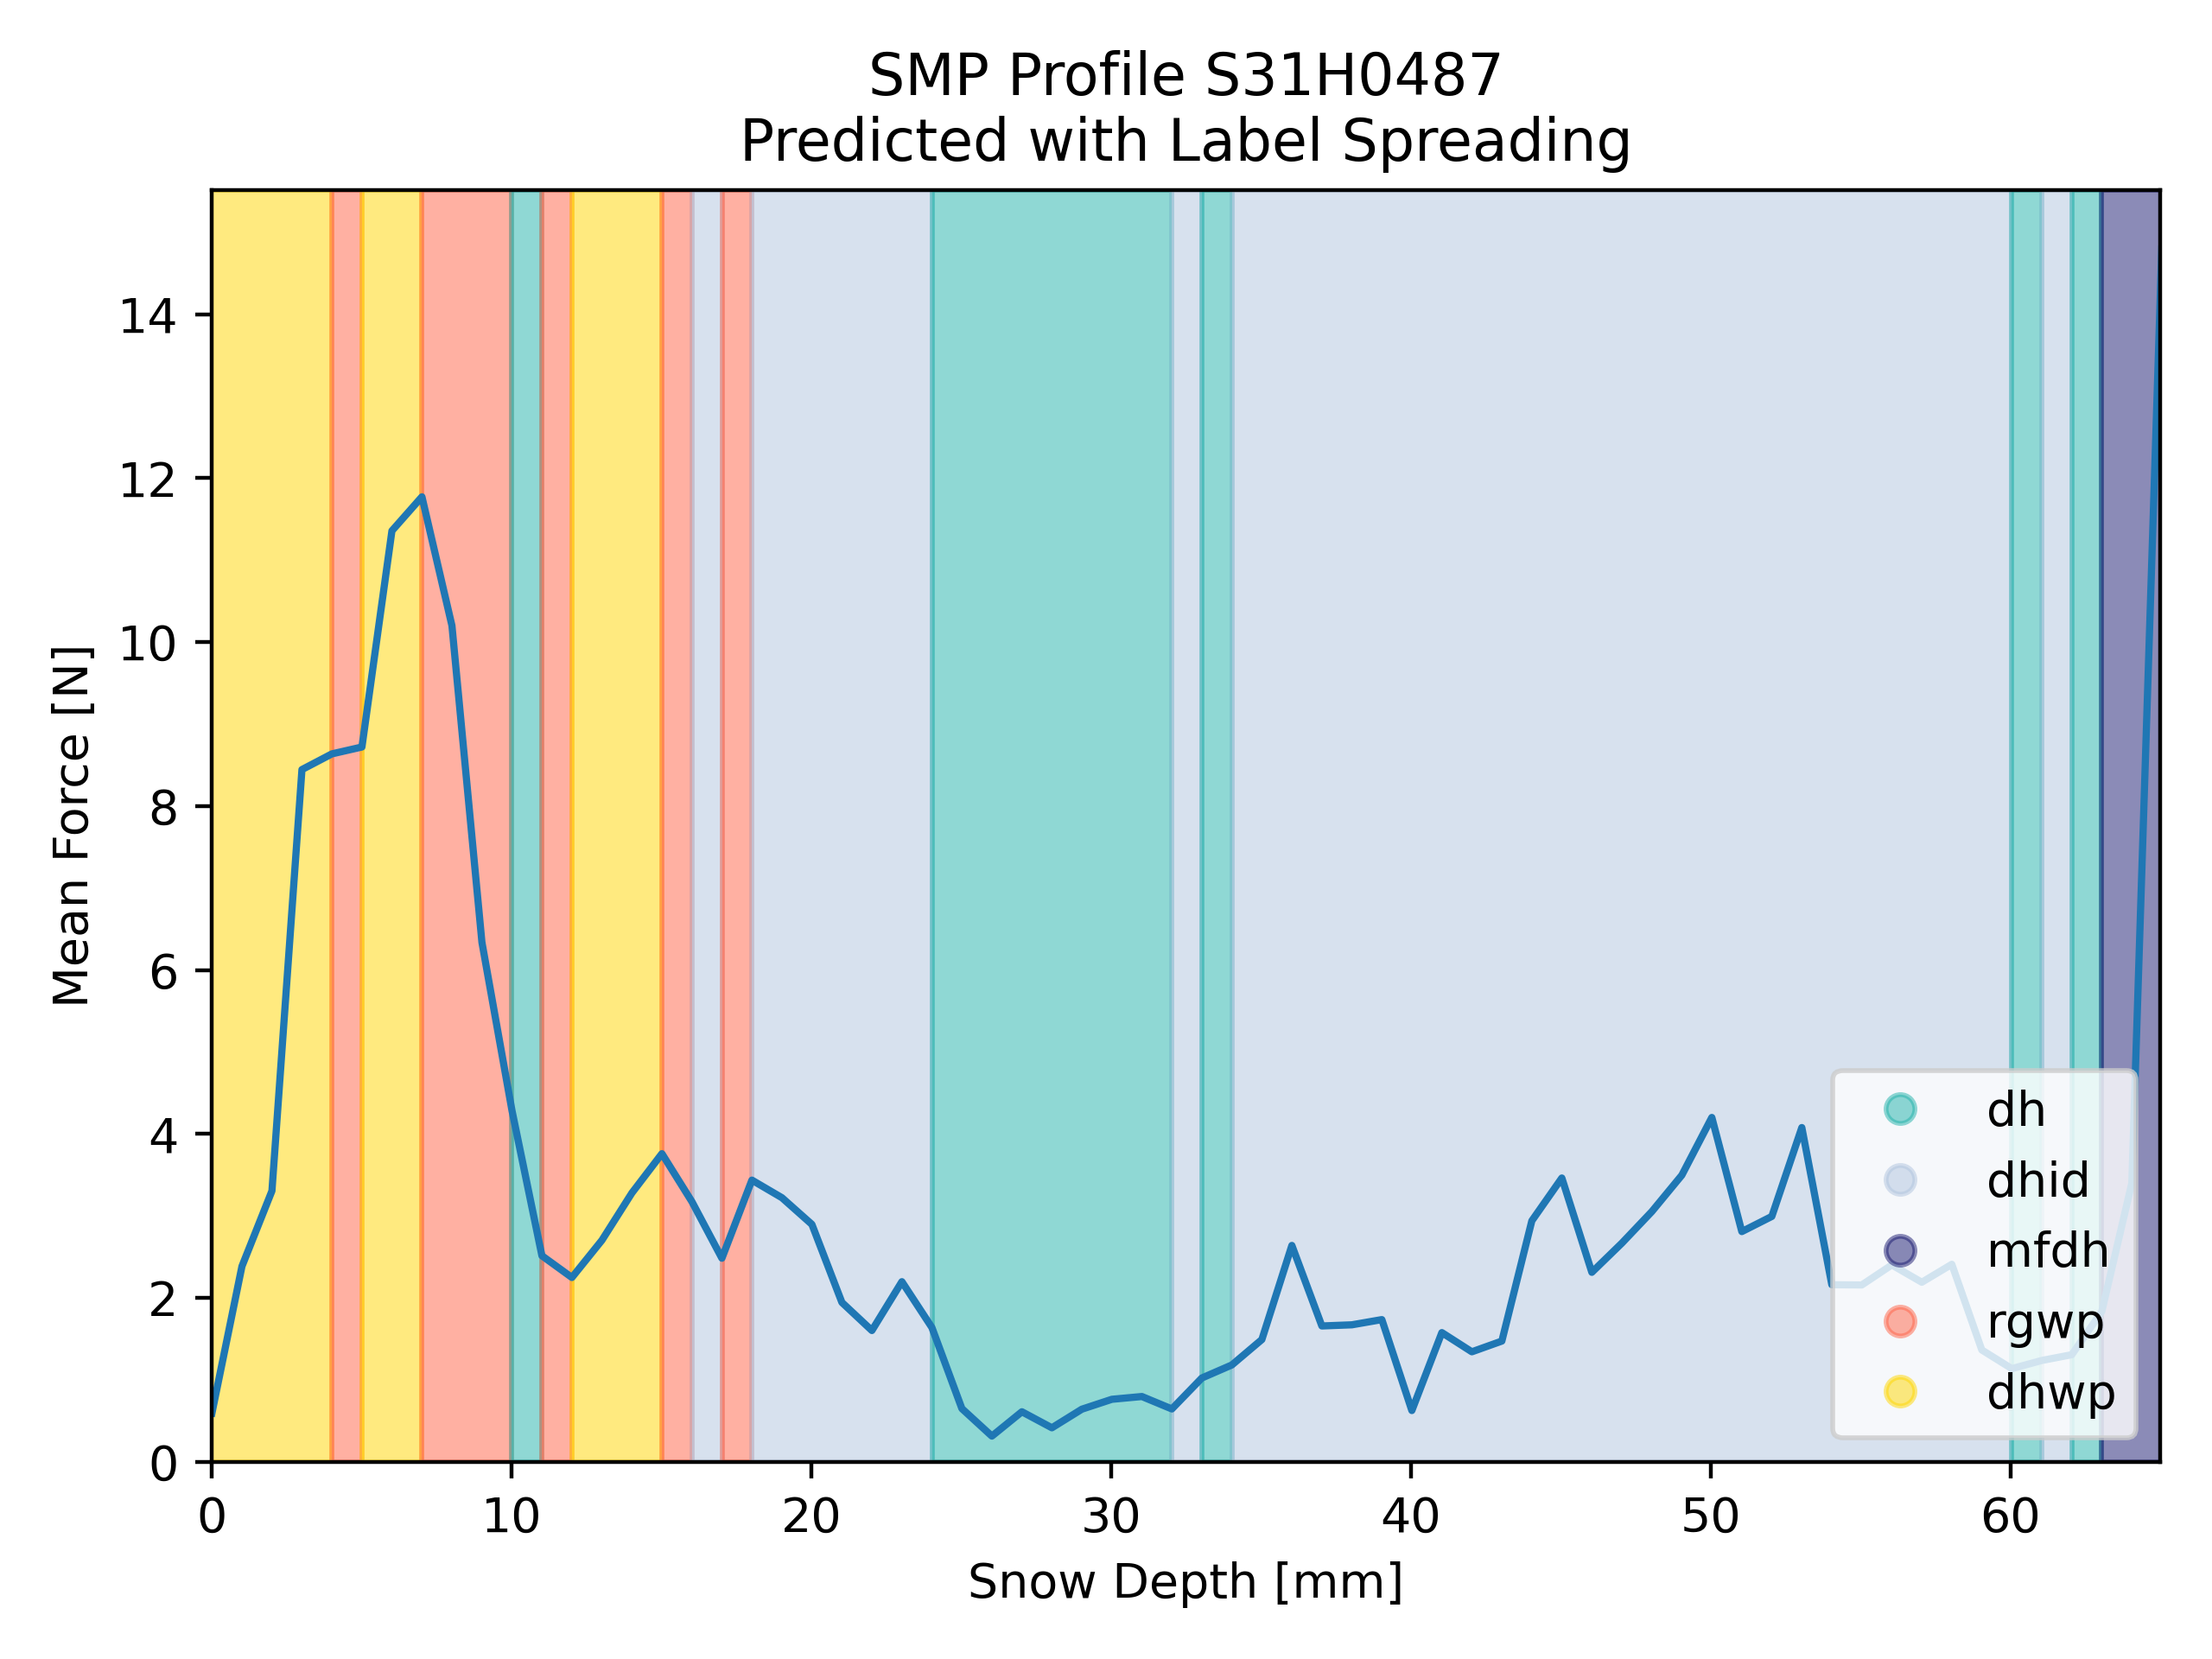 SMP Profile S31H0487
Predicted with Label Spreading
Mean Force [N]
14
12
10
8
6
4
2
0
dh
dhid
mfdh
rgwp
dhwp
0 10 20 30 40 50 60
Snow Depth [mm]